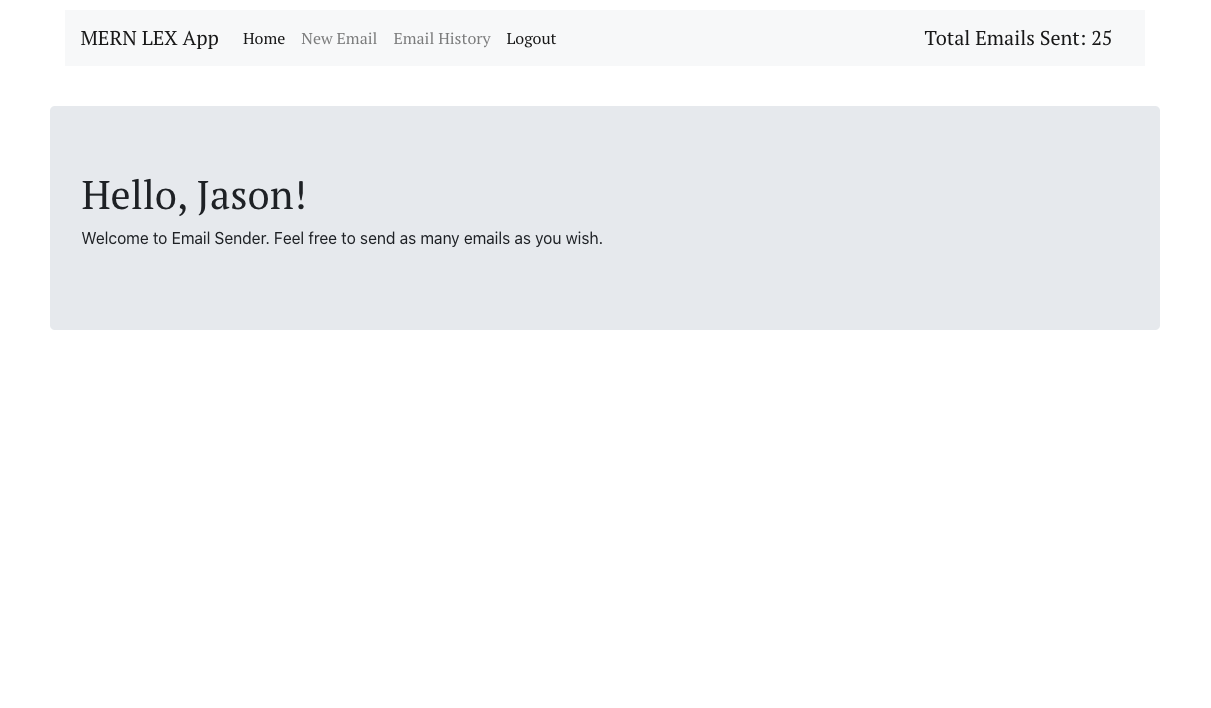 MERN LEX App Home New Email Email History Logout Total Emails Sent: 25
Hello, Jason!
Welcome to Email Sender. Feel free to send as many emails as you wish.